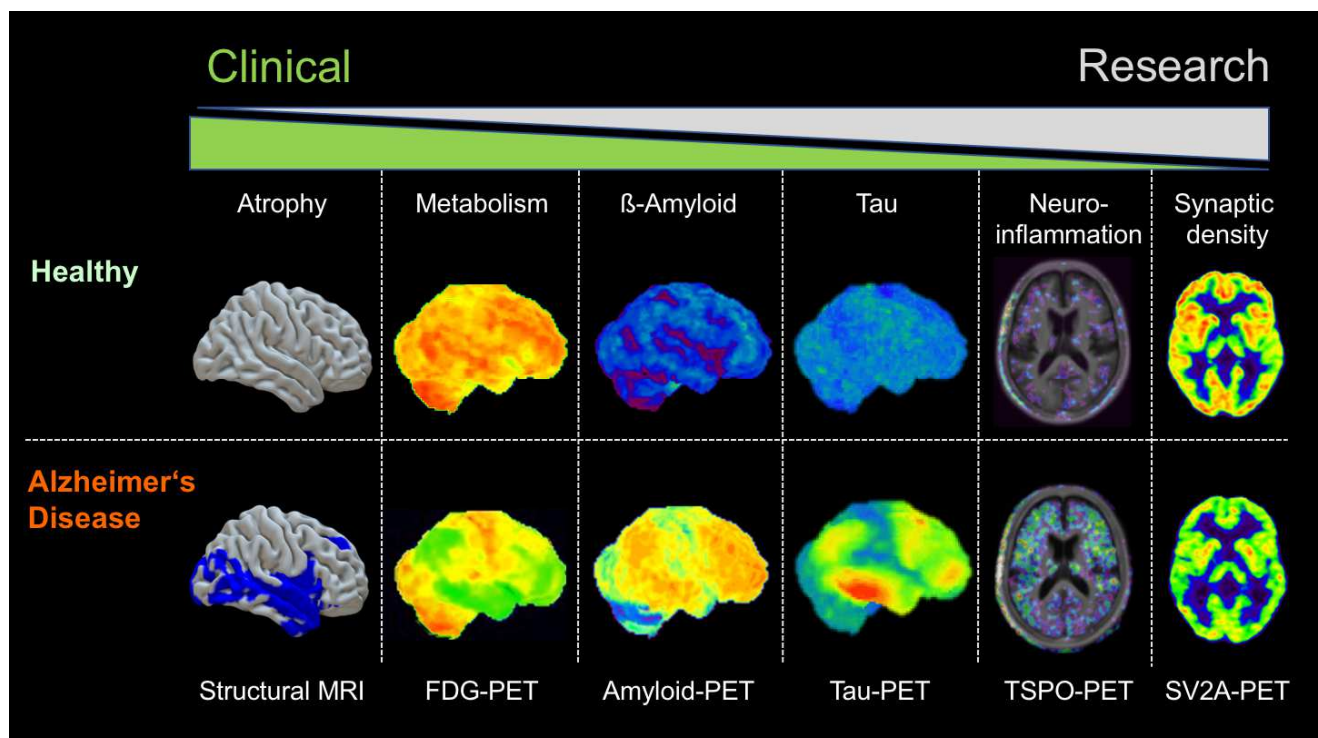 Clinical
Research
Atrophy
Metabolism
ß-Amyloid
Tau
Neuro-
inflammation
Synaptic
density
Healthy
Alzheimer‘s
Disease
Structural MRI
FDG-PET
Amyloid-PET
Tau-PET
TSPO-PET
SV2A-PET